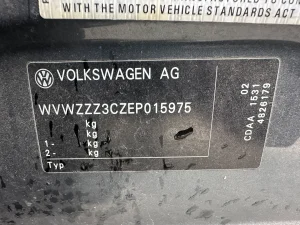 WITH THE MOTOR VEHICLE STANDARDS ACT
VOLKSWAGEN AG
WVWZZZ3CZEP015975
kg
kg
1- kg
2- kg
Typ
02
CDAA 1531
4826179